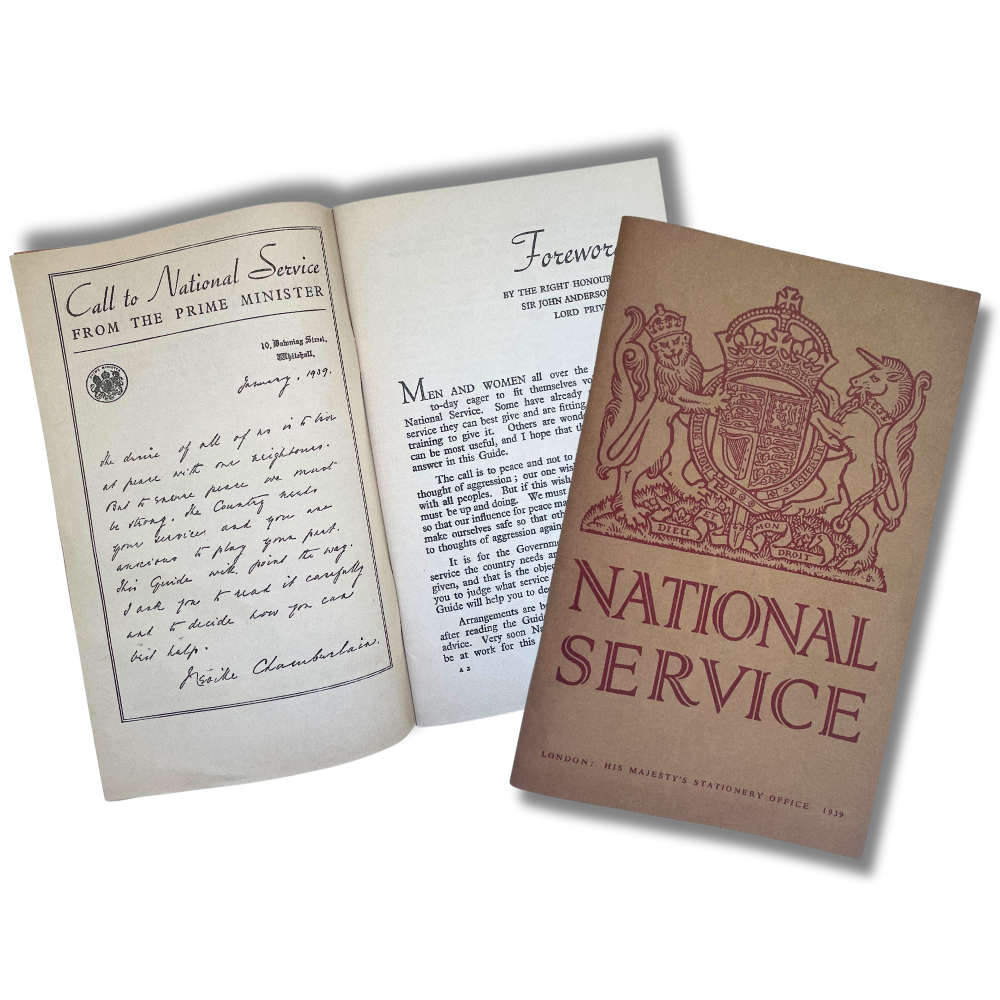 Call to National Service
FROM THE PRIME MINISTER
10, Downing Street,
Whitehall,
January, 1939.
The desire of all of us is to live
at peace with our neighbours.
But to secure peace we must
be strong. The Country needs
your services and you are
anxious to play your part.
This Guide will point the way.
I ask you to read it carefully
and to decide how you can
best help.
Neville Chamberlain.
Forewor
BY THE RIGHT HONOUR
SIR JOHN ANDERSO
LORD PRIV
MEN AND WOMEN all over the
to-day eager to fit themselves vo
National Service. Some have already
service they can best give and are fitting
training to give it. Others are wond
can be most useful, and I hope that th
answer in this Guide.
The call is to peace and not to
thought of aggression; our one wis
with all peoples. But if this wish
must be up and doing. We must
so that our influence for peace ma
make ourselves safe so that oth
to thoughts of aggression again
It is for the Governm
service the country needs an
given, and that is the objec
you to judge what service
Guide will help you to de
Arrangements are b
after reading the Guid
advice. Very soon Na
be at work for this
A 2
DIEU ET MON DROIT
NATIONAL
SERVICE
LONDON: HIS MAJESTY'S STATIONERY OFFICE 1939